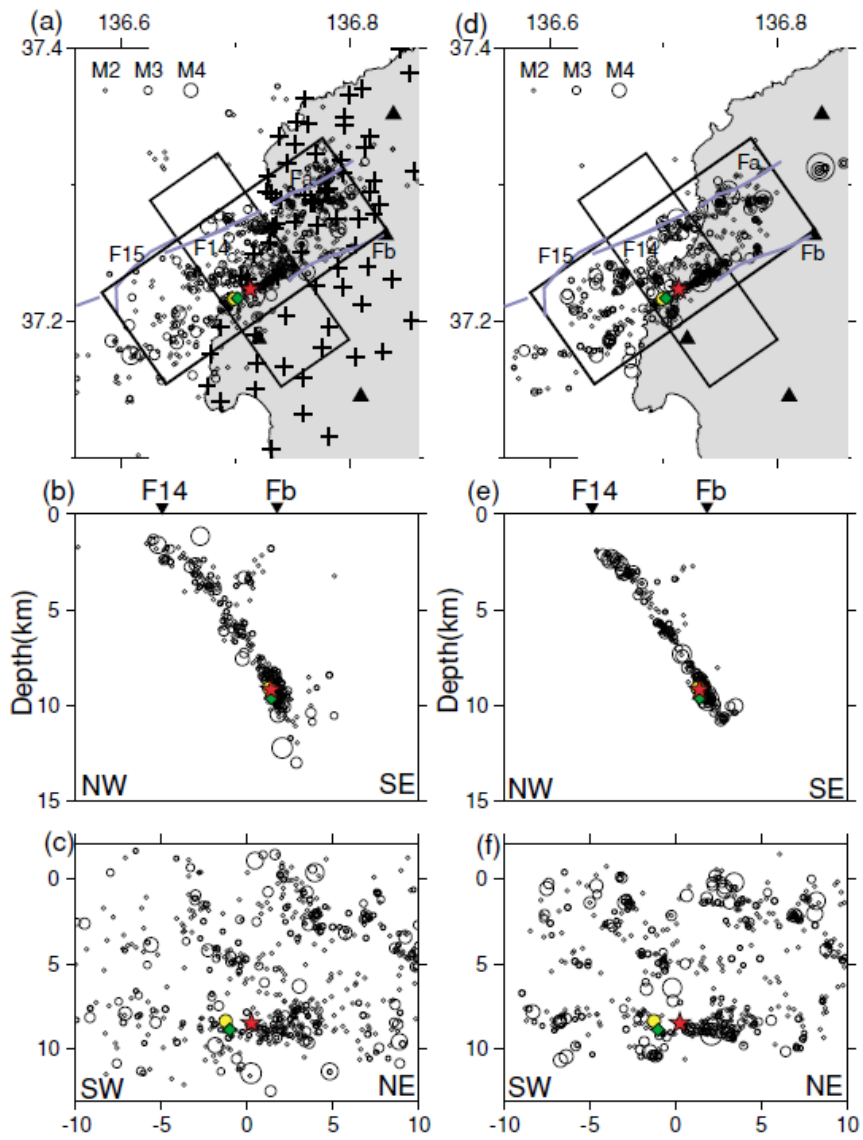 (a) 136.6 136.8
37.4
M2 M3 M4
Fa
F15 F14
Fb
37.2
(d) 136.6 136.8
37.4
M2 M3 M4
Fa
F15 F14
Fb
37.2
(b) F14 Fb
0
5
10
15
Depth(km)
NW SE
(e) F14 Fb
0
5
10
15
Depth(km)
NW SE
(c)
0
5
10
SW NE
-10 -5 0 5 10
(f)
0
5
10
SW NE
-10 -5 0 5 10